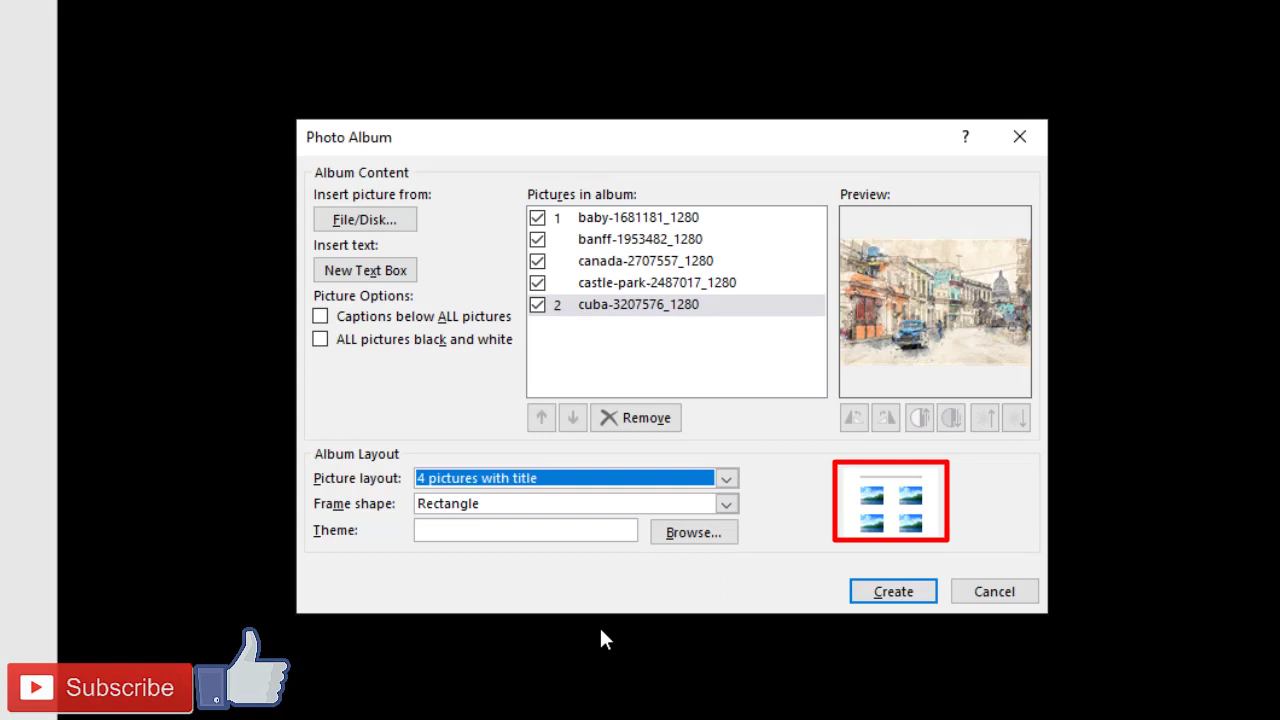 Photo Album
?
Album Content
Insert picture from:
File/Disk...
Insert text:
New Text Box
Picture Options:
Captions below ALL pictures
ALL pictures black and white
Pictures in album:
1 baby-1681181_1280
banff-1953482_1280
canada-2707557_1280
castle-park-2487017_1280
2 cuba-3207576_1280
Remove
Preview:
Album Layout
Picture layout: 4 pictures with title
Frame shape: Rectangle
Theme:
Browse...
Create
Cancel
Subscribe